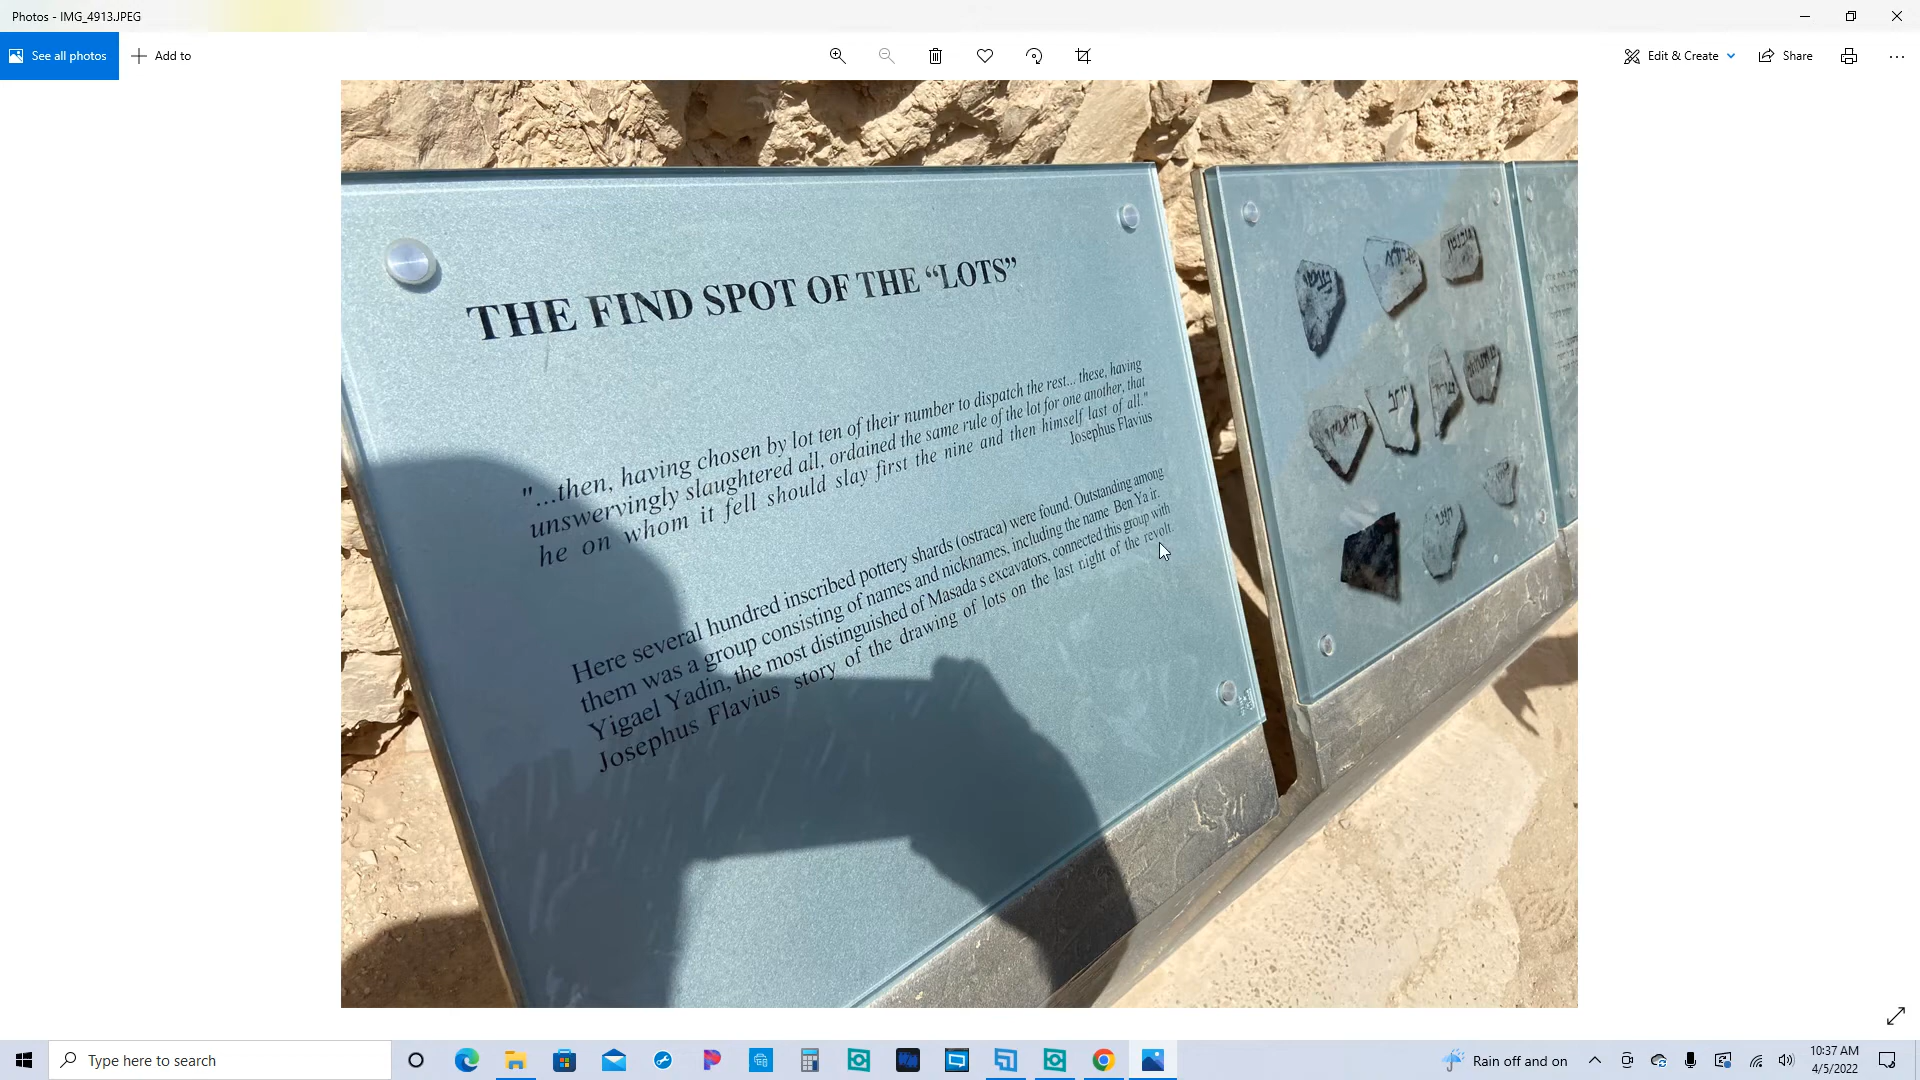 Photos - IMG_4913.JPEG
See all photos
Add to
Edit & Create
Share
THE FIND SPOT OF THE “LOTS”
"...then, having chosen by lot ten of their number to dispatch the rest... these, having
unswervingly slaughtered all, ordained the same rule of the lot for one another, that
he on whom it fell should slay first the nine and then himself last of all."
Josephus Flavius
Here several hundred inscribed pottery shards (ostraca) were found. Outstanding among
them was a group consisting of names and nicknames, including the name Ben Ya ir.
Yigael Yadin, the most distinguished of Masada s excavators, connected this group with
Josephus Flavius story of the drawing of lots on the last night of the revolt.
Type here to search
Rain off and on
10:37 AM
4/5/2022